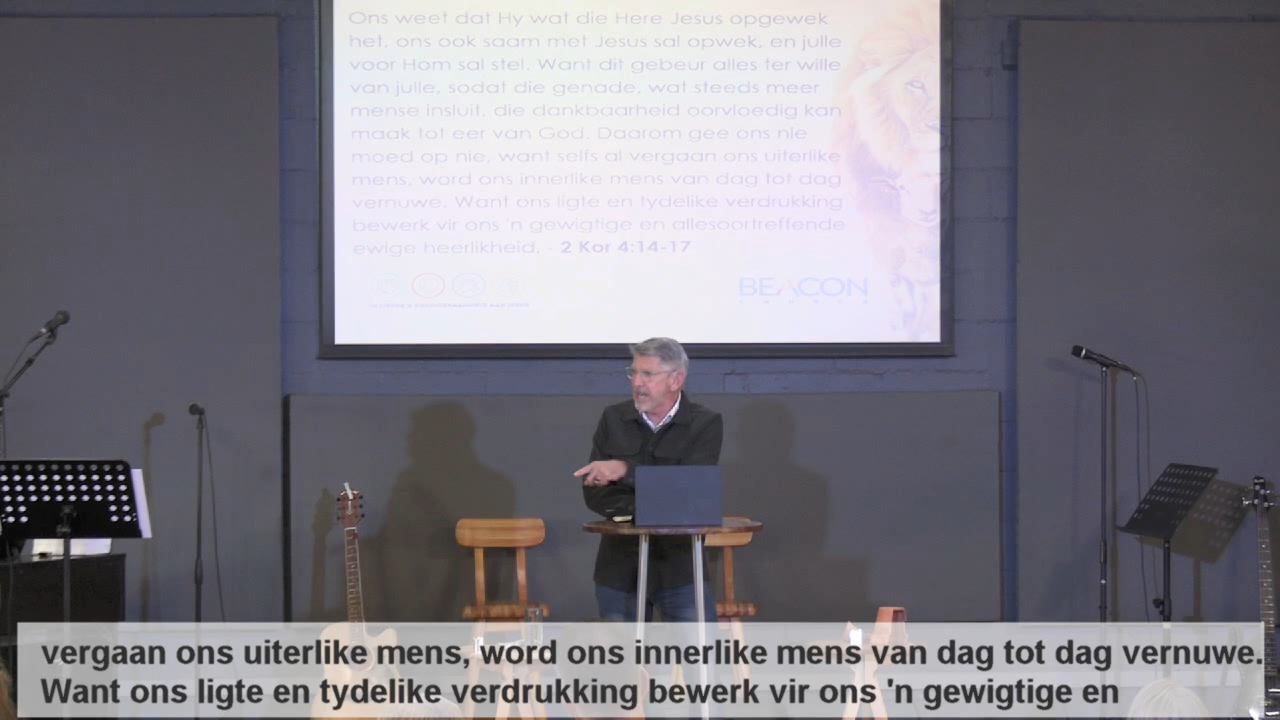 Ons weet dat Hy wat die Here Jesus opgewek
het, ons ook saam met Jesus sal opwek, en julle
voor Hom sal stel. Want dit gebeur alles ter wille
van julle, sodat die genade, wat steeds meer
mense insluit, die dankbaarheid oorvloedig kan
maak tot eer van God. Daarom gee ons nie
moed op nie, want selfs al vergaan ons uiterlike
mens, word ons innerlike mens van dag tot dag
vernuwe. Want ons ligte en tydelike verdrukking
bewerk vir ons 'n gewigtige en allesoortreffende
ewige heerlikheid. - 2 Kor 4:14-17
BEACON
vergaan ons uiterlike mens, word ons innerlike mens van dag tot dag vernuwe.
Want ons ligte en tydelike verdrukking bewerk vir ons 'n gewigtige en